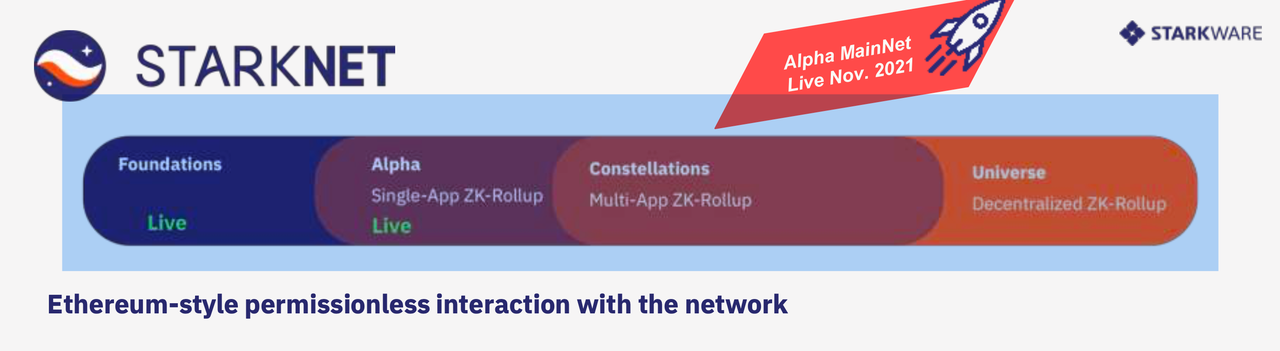 STARKNET
Alpha MainNet
Live Nov. 2021
STARKWARE
Foundations
Live
Alpha
Single-App ZK-Rollup
Live
Constellations
Multi-App ZK-Rollup
Universe
Decentralized ZK-Rollup
Ethereum-style permissionless interaction with the network